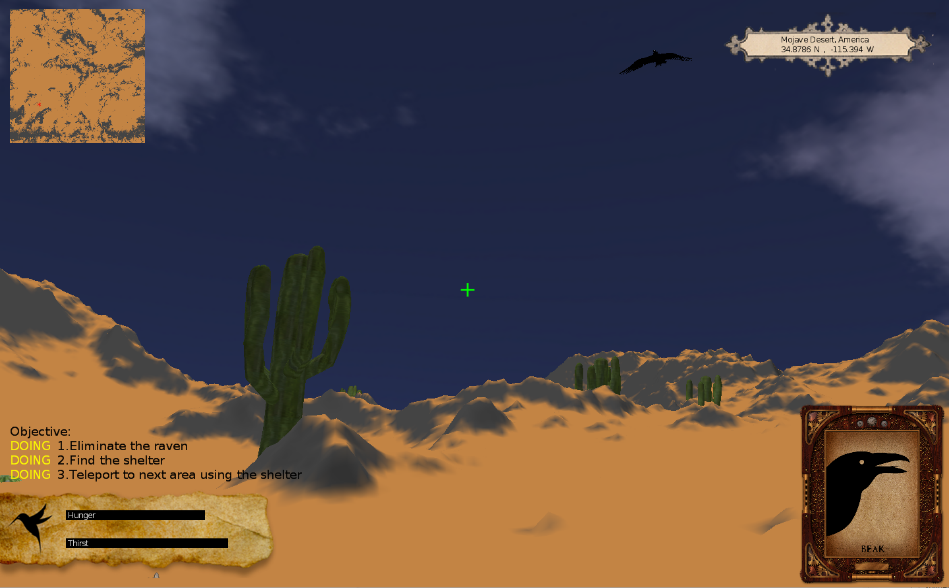 Mojave Desert, America
34.8786 N , -115.394 W
Objective:
DOING 1.Eliminate the raven
DOING 2.Find the shelter
DOING 3.Teleport to next area using the shelter
Hunger
Thirst
BEAK